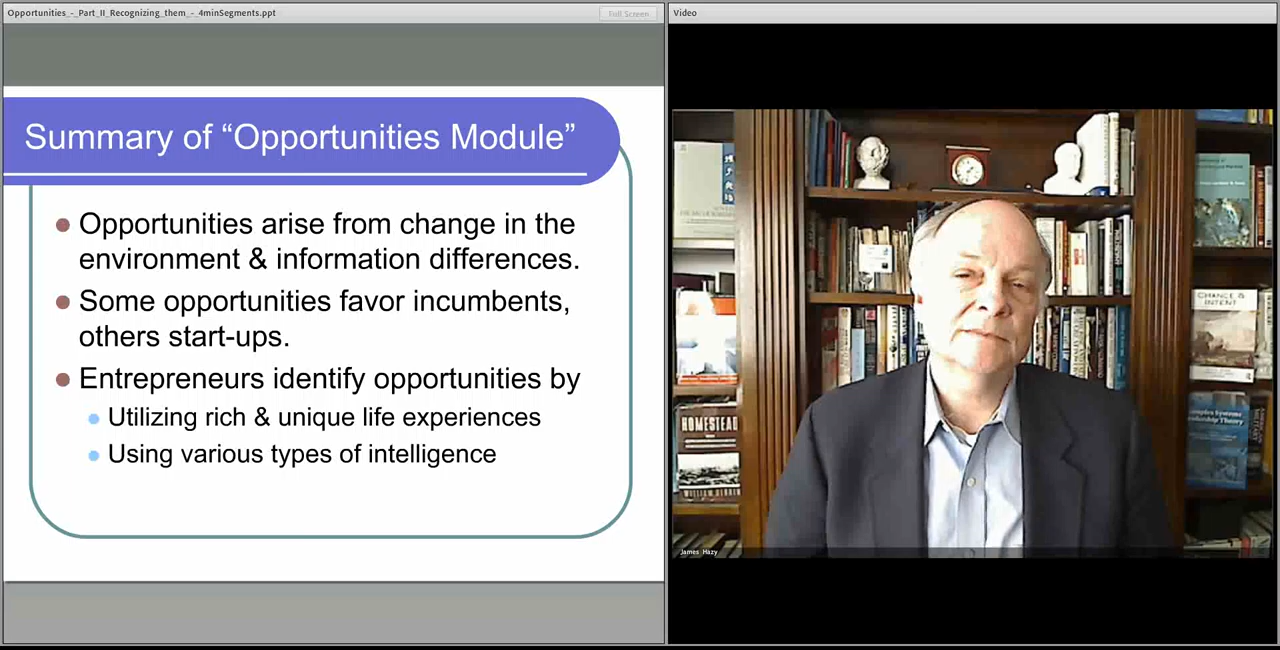 Opportunities_-_Part_II_Recognizing_them_-_4minSegments.ppt
Full Screen
Video
Summary of “Opportunities Module”
Opportunities arise from change in the
environment & information differences.
Some opportunities favor incumbents,
others start-ups.
Entrepreneurs identify opportunities by
Utilizing rich & unique life experiences
Using various types of intelligence
CHANCE &
INTENT
HOMESTEAD
James Hazy